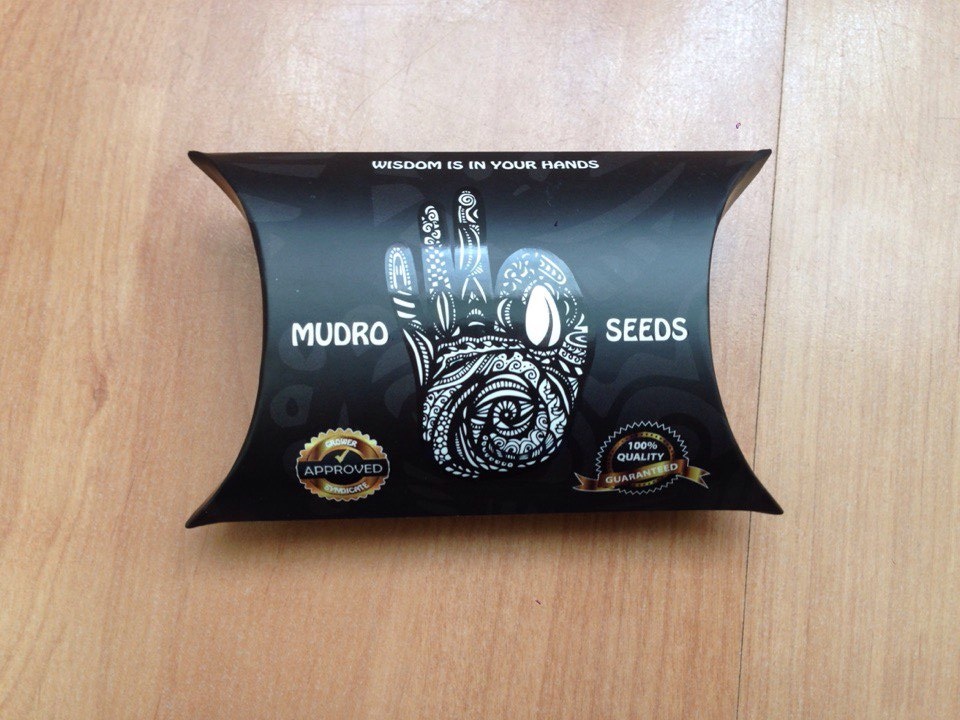 WISDOM IS IN YOUR HANDS
MUDRO
SEEDS
GROWER
APPROVED
SYNDICATE
100%
QUALITY
GUARANTEED